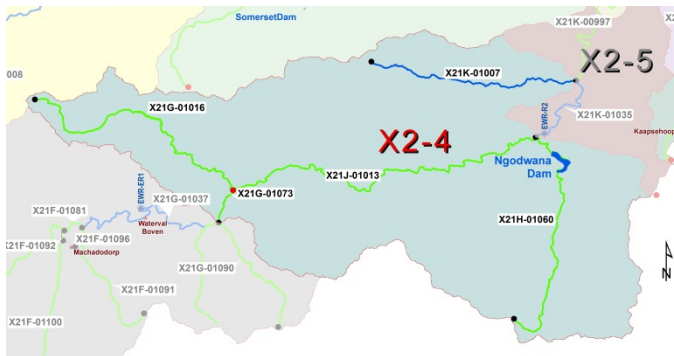 X21K-00997
SomersetDam
008
X2
X2-5
X21K-01007
X21G-01016
EWR-R2
X21K-01035
X2-4
Kaapsehoop
Ngodwana
Dam
X21J-01013
X21G-01073
X21G-01037
EWR-ER1
X21F-01081
Waterval
Boven
X21H-01060
X21F-01092
X21F-01096
Machadodorp
X21G-01090
X21F-01091
X21F-01100